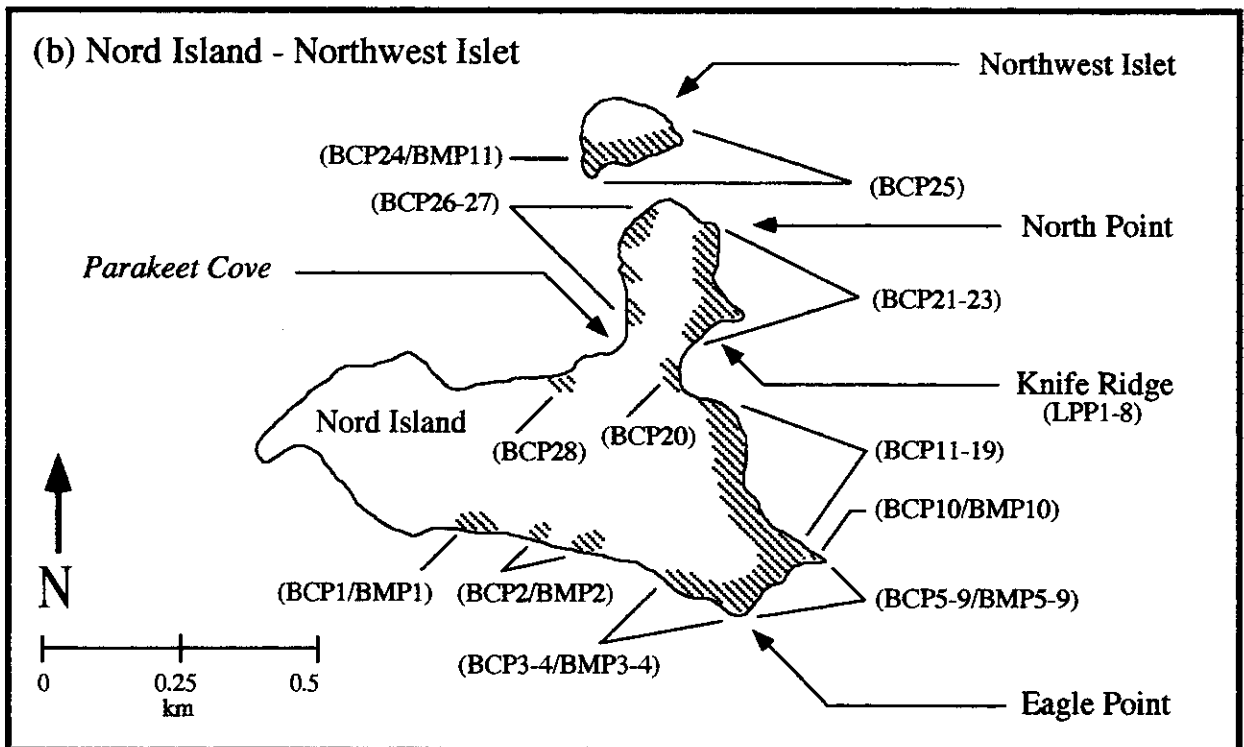 (b) Nord Island - Northwest Islet
Northwest Islet
(BCP24/BMP11)
(BCP25)
(BCP26-27)
North Point
Parakeet Cove
(BCP21-23)
Knife Ridge
(LPP1-8)
Nord Island
(BCP28)
(BCP20)
(BCP11-19)
(BCP10/BMP10)
N
(BCP1/BMP1)
(BCP2/BMP2)
(BCP5-9/BMP5-9)
(BCP3-4/BMP3-4)
0
0.25
0.5
km
Eagle Point